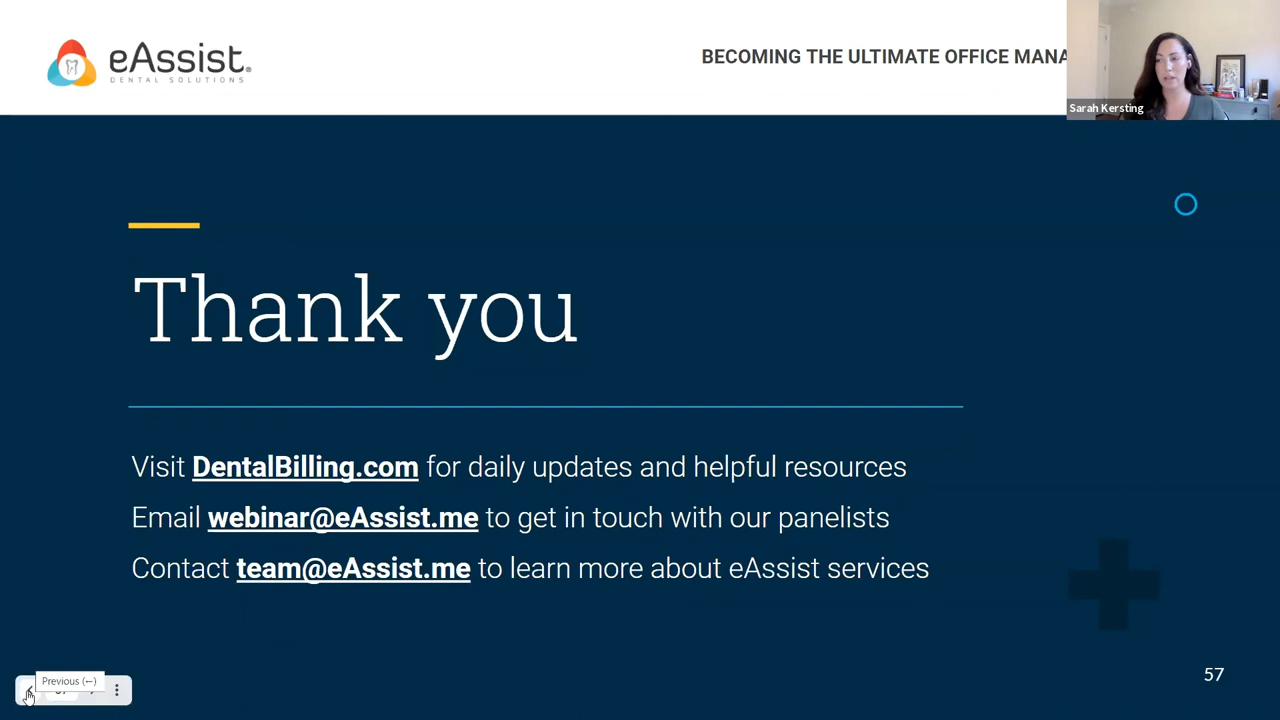 eAssist.
DENTAL SOLUTIONS ®
BECOMING THE ULTIMATE OFFICE MANA
Sarah Kersting
Thank you
Visit DentalBilling.com for daily updates and helpful resources
Email webinar@eAssist.me to get in touch with our panelists
Contact team@eAssist.me to learn more about eAssist services
Previous (←)
57